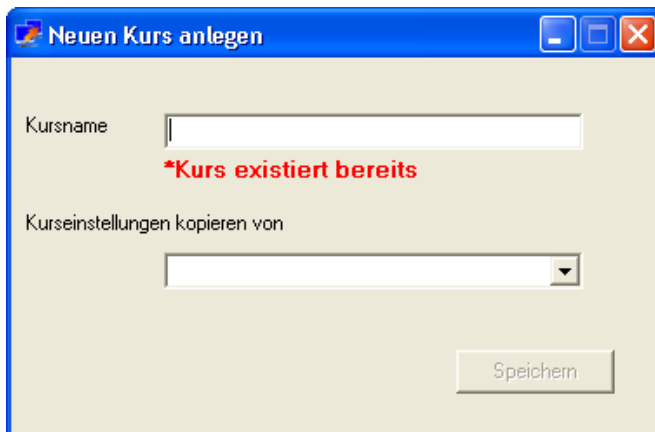 Neuen Kurs anlegen
Kursname
*Kurs existiert bereits
Kurseinstellungen kopieren von
Speichern